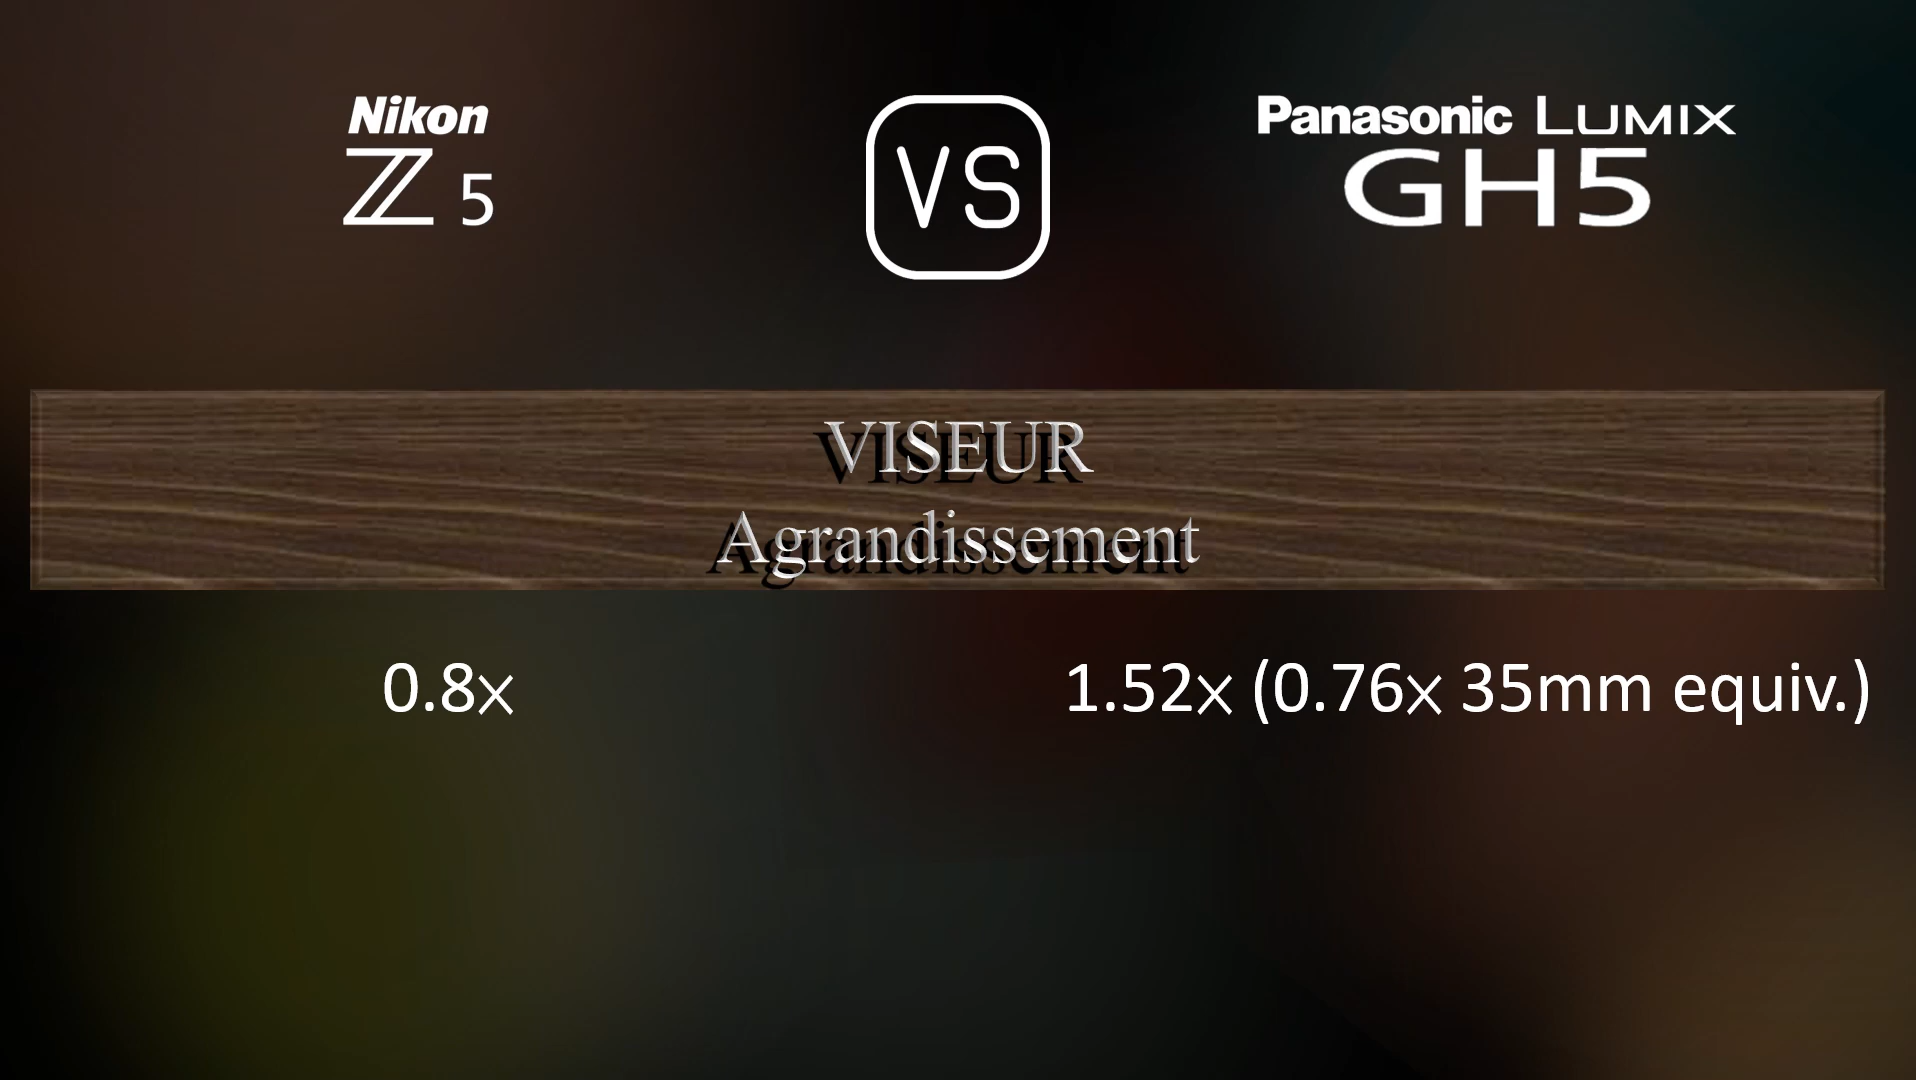 Nikon
Z 5
VS
Panasonic LUMIX
GH5
VISEUR
Agrandissement
0.8x
1.52x (0.76x 35mm equiv.)